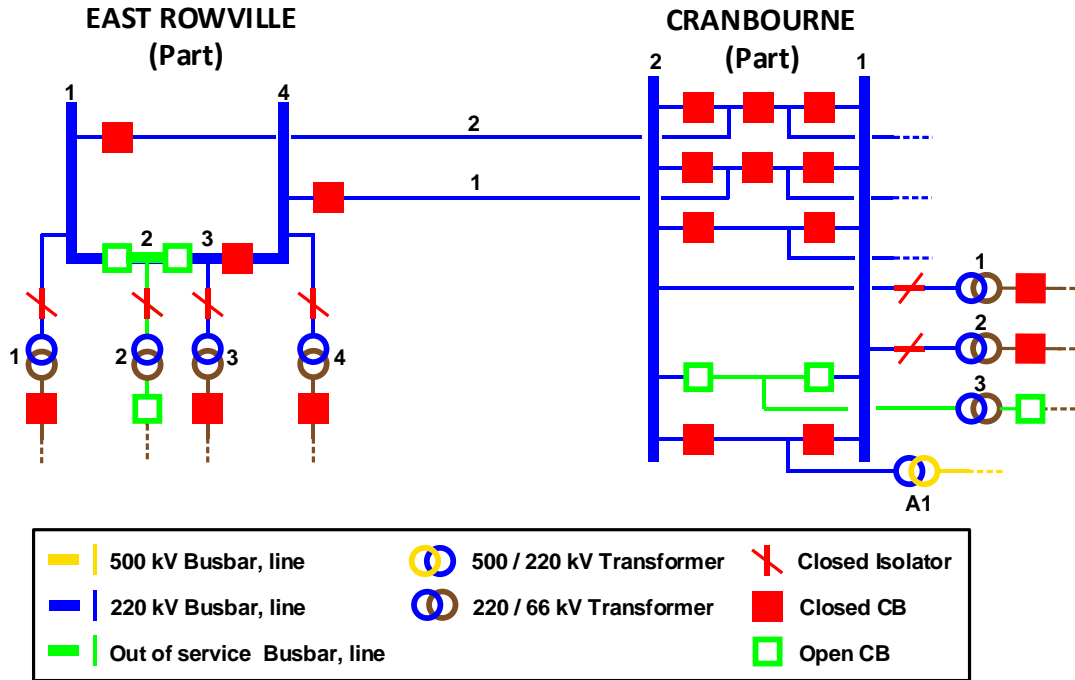 EAST ROWVILLE
(Part)
CRANBOURNE
(Part)
1
4
2
1
2
1
2
3
1
2
3
4
1
2
3
A1
500 kV Busbar, line
220 kV Busbar, line
Out of service Busbar, line
500 / 220 kV Transformer
220 / 66 kV Transformer
Closed Isolator
Closed CB
Open CB